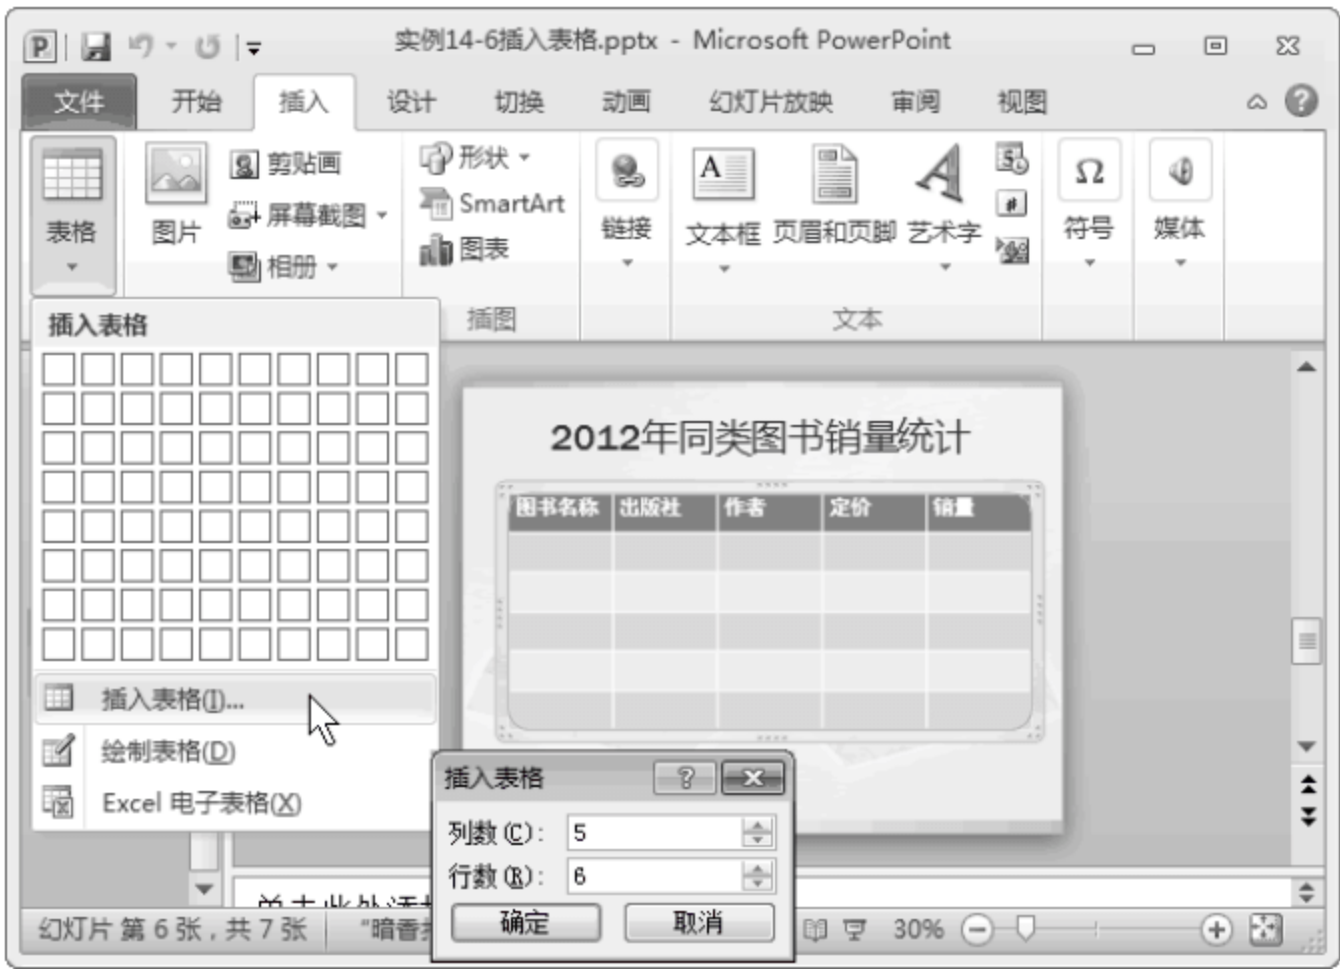 实例14-6插入表格.pptx - Microsoft PowerPoint
文件 开始 插入 设计 切换 动画 幻灯片放映 审阅 视图
表格 图片 剪贴画 屏幕截图 相册
形状 SmartArt 图表 链接 文本框 页眉和页脚 艺术字 符号 媒体
插图 文本
插入表格
插入表格(I)...
绘制表格(D)
Excel 电子表格(X)
2012年同类图书销量统计
图书名称 出版社 作者 定价 销量
插入表格
列数(C): 5
行数(R): 6
确定 取消
幻灯片 第 6 张，共 7 张 "暗香 30%